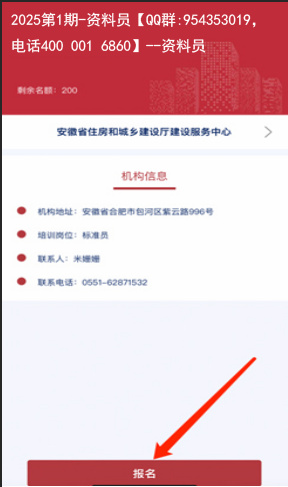 2025第1期-资料员【QQ群:954353019，
电话400 001 6860】--资料员
剩余名额：200
安徽省住房和城乡建设厅建设服务中心
机构信息
机构地址：安徽省合肥市包河区紫云路996号
培训岗位：标准员
联系人：米姗姗
联系电话：0551-62871532
报名